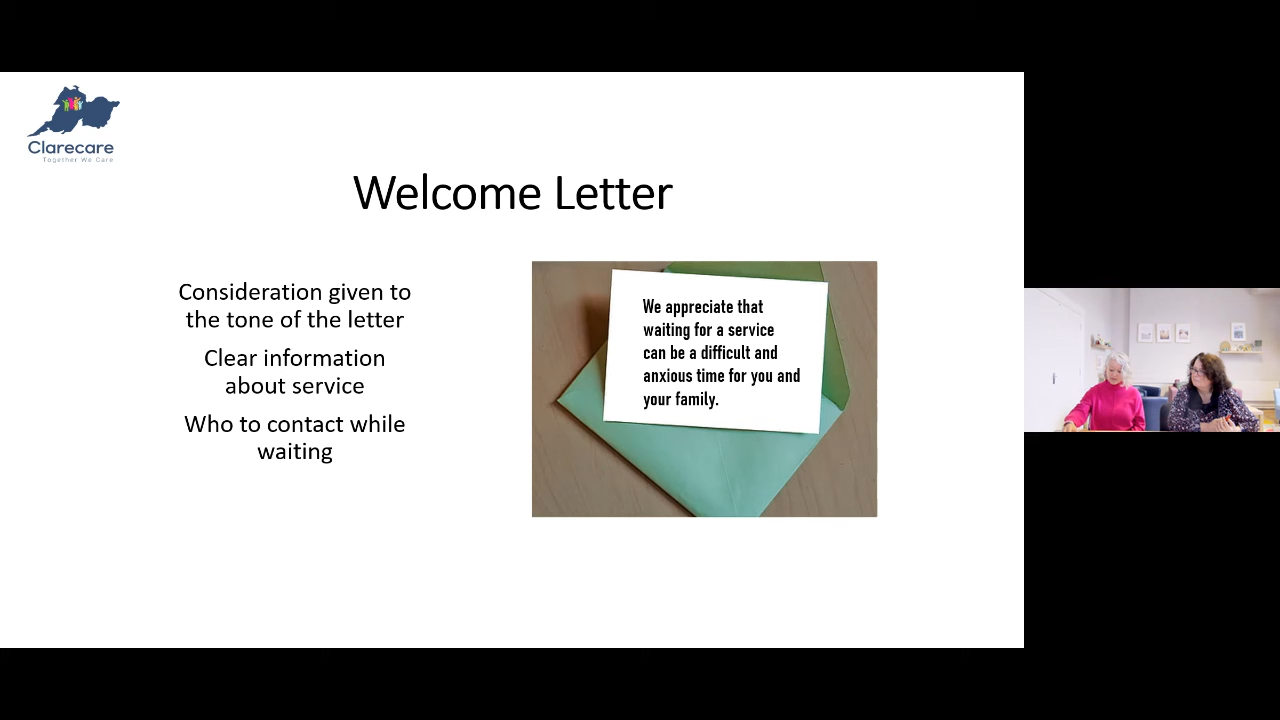 Clarecare
Together We Care
Welcome Letter
Consideration given to
the tone of the letter
Clear information
about service
Who to contact while
waiting
We appreciate that
waiting for a service
can be a difficult and
anxious time for you and
your family.